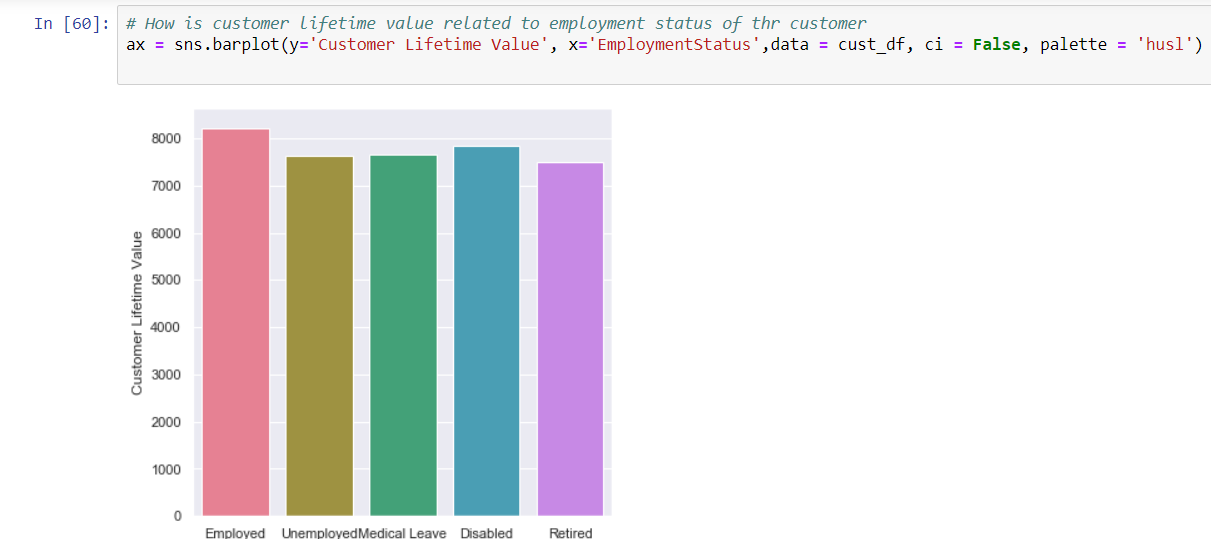 In [60]: # How is customer lifetime value related to employment status of thr customer
ax = sns.barplot(y='Customer Lifetime Value', x='EmploymentStatus',data = cust_df, ci = False, palette = 'husl')
8000
7000
6000
5000
4000
3000
2000
1000
0
Customer Lifetime Value
Employed Unemployed Medical Leave Disabled Retired